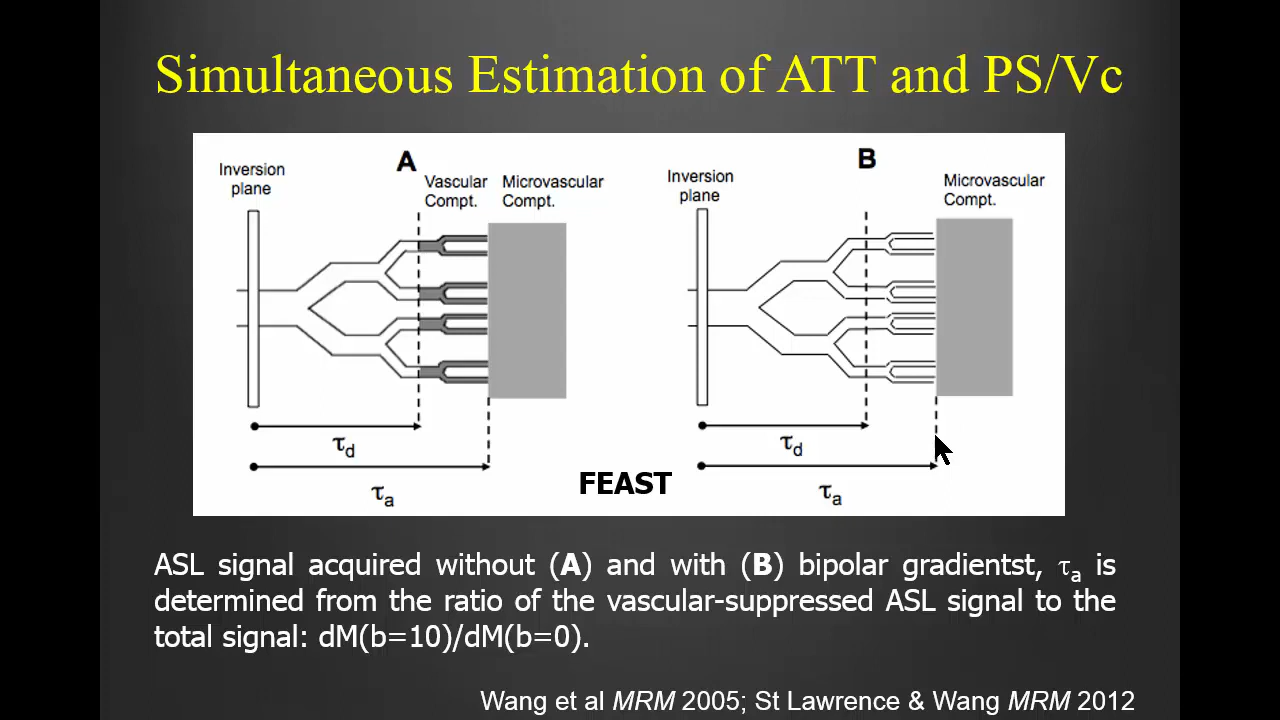 Simultaneous Estimation of ATT and PS/Vc
A
Inversion
plane
Vascular
Compt.
Microvascular
Compt.
τd
τa
FEAST
B
Inversion
plane
Microvascular
Compt.
τd
τa
ASL signal acquired without (A) and with (B) bipolar gradientst, τa is
determined from the ratio of the vascular-suppressed ASL signal to the
total signal: dM(b=10)/dM(b=0).
Wang et al MRM 2005; St Lawrence & Wang MRM 2012